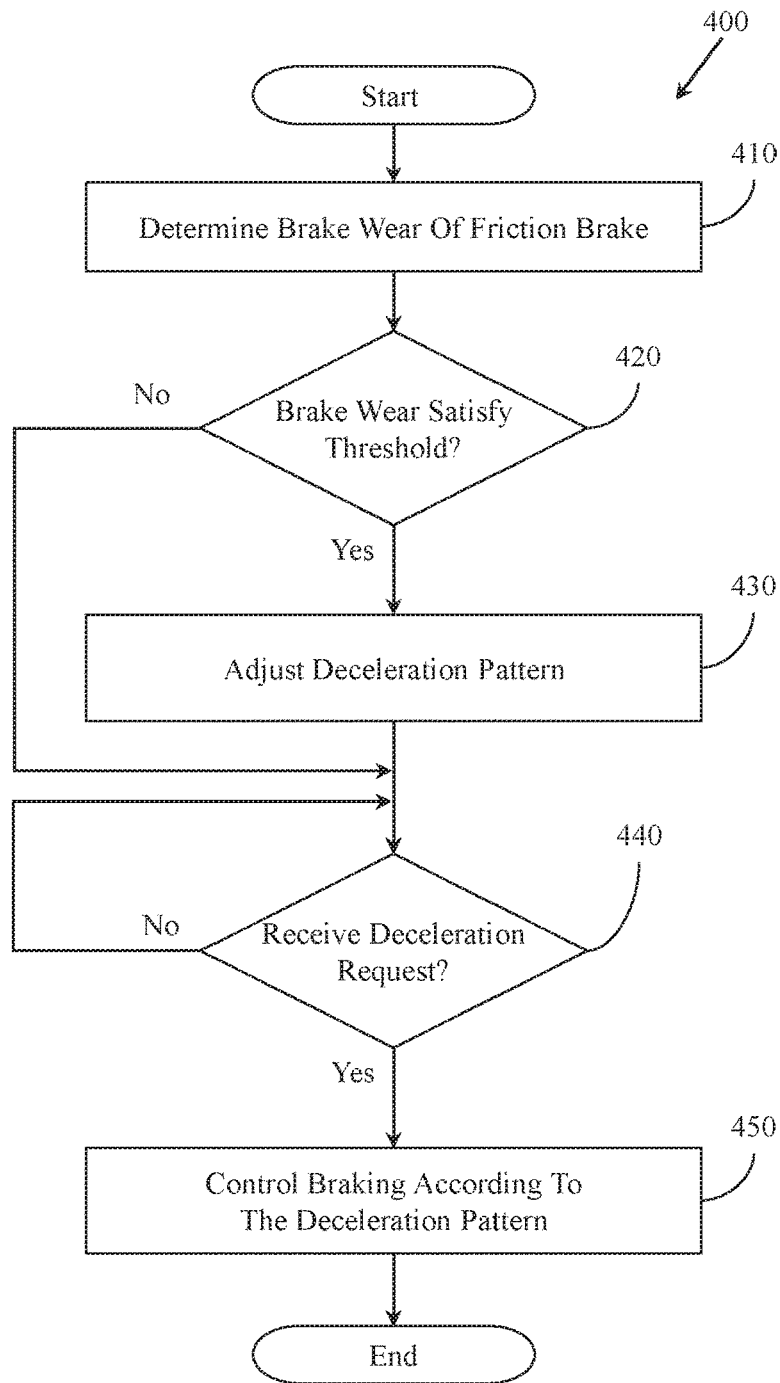 400
Start
410
Determine Brake Wear Of Friction Brake
420
No
Brake Wear Satisfy
Threshold?
Yes
430
Adjust Deceleration Pattern
440
No
Receive Deceleration
Request?
Yes
450
Control Braking According To
The Deceleration Pattern
End